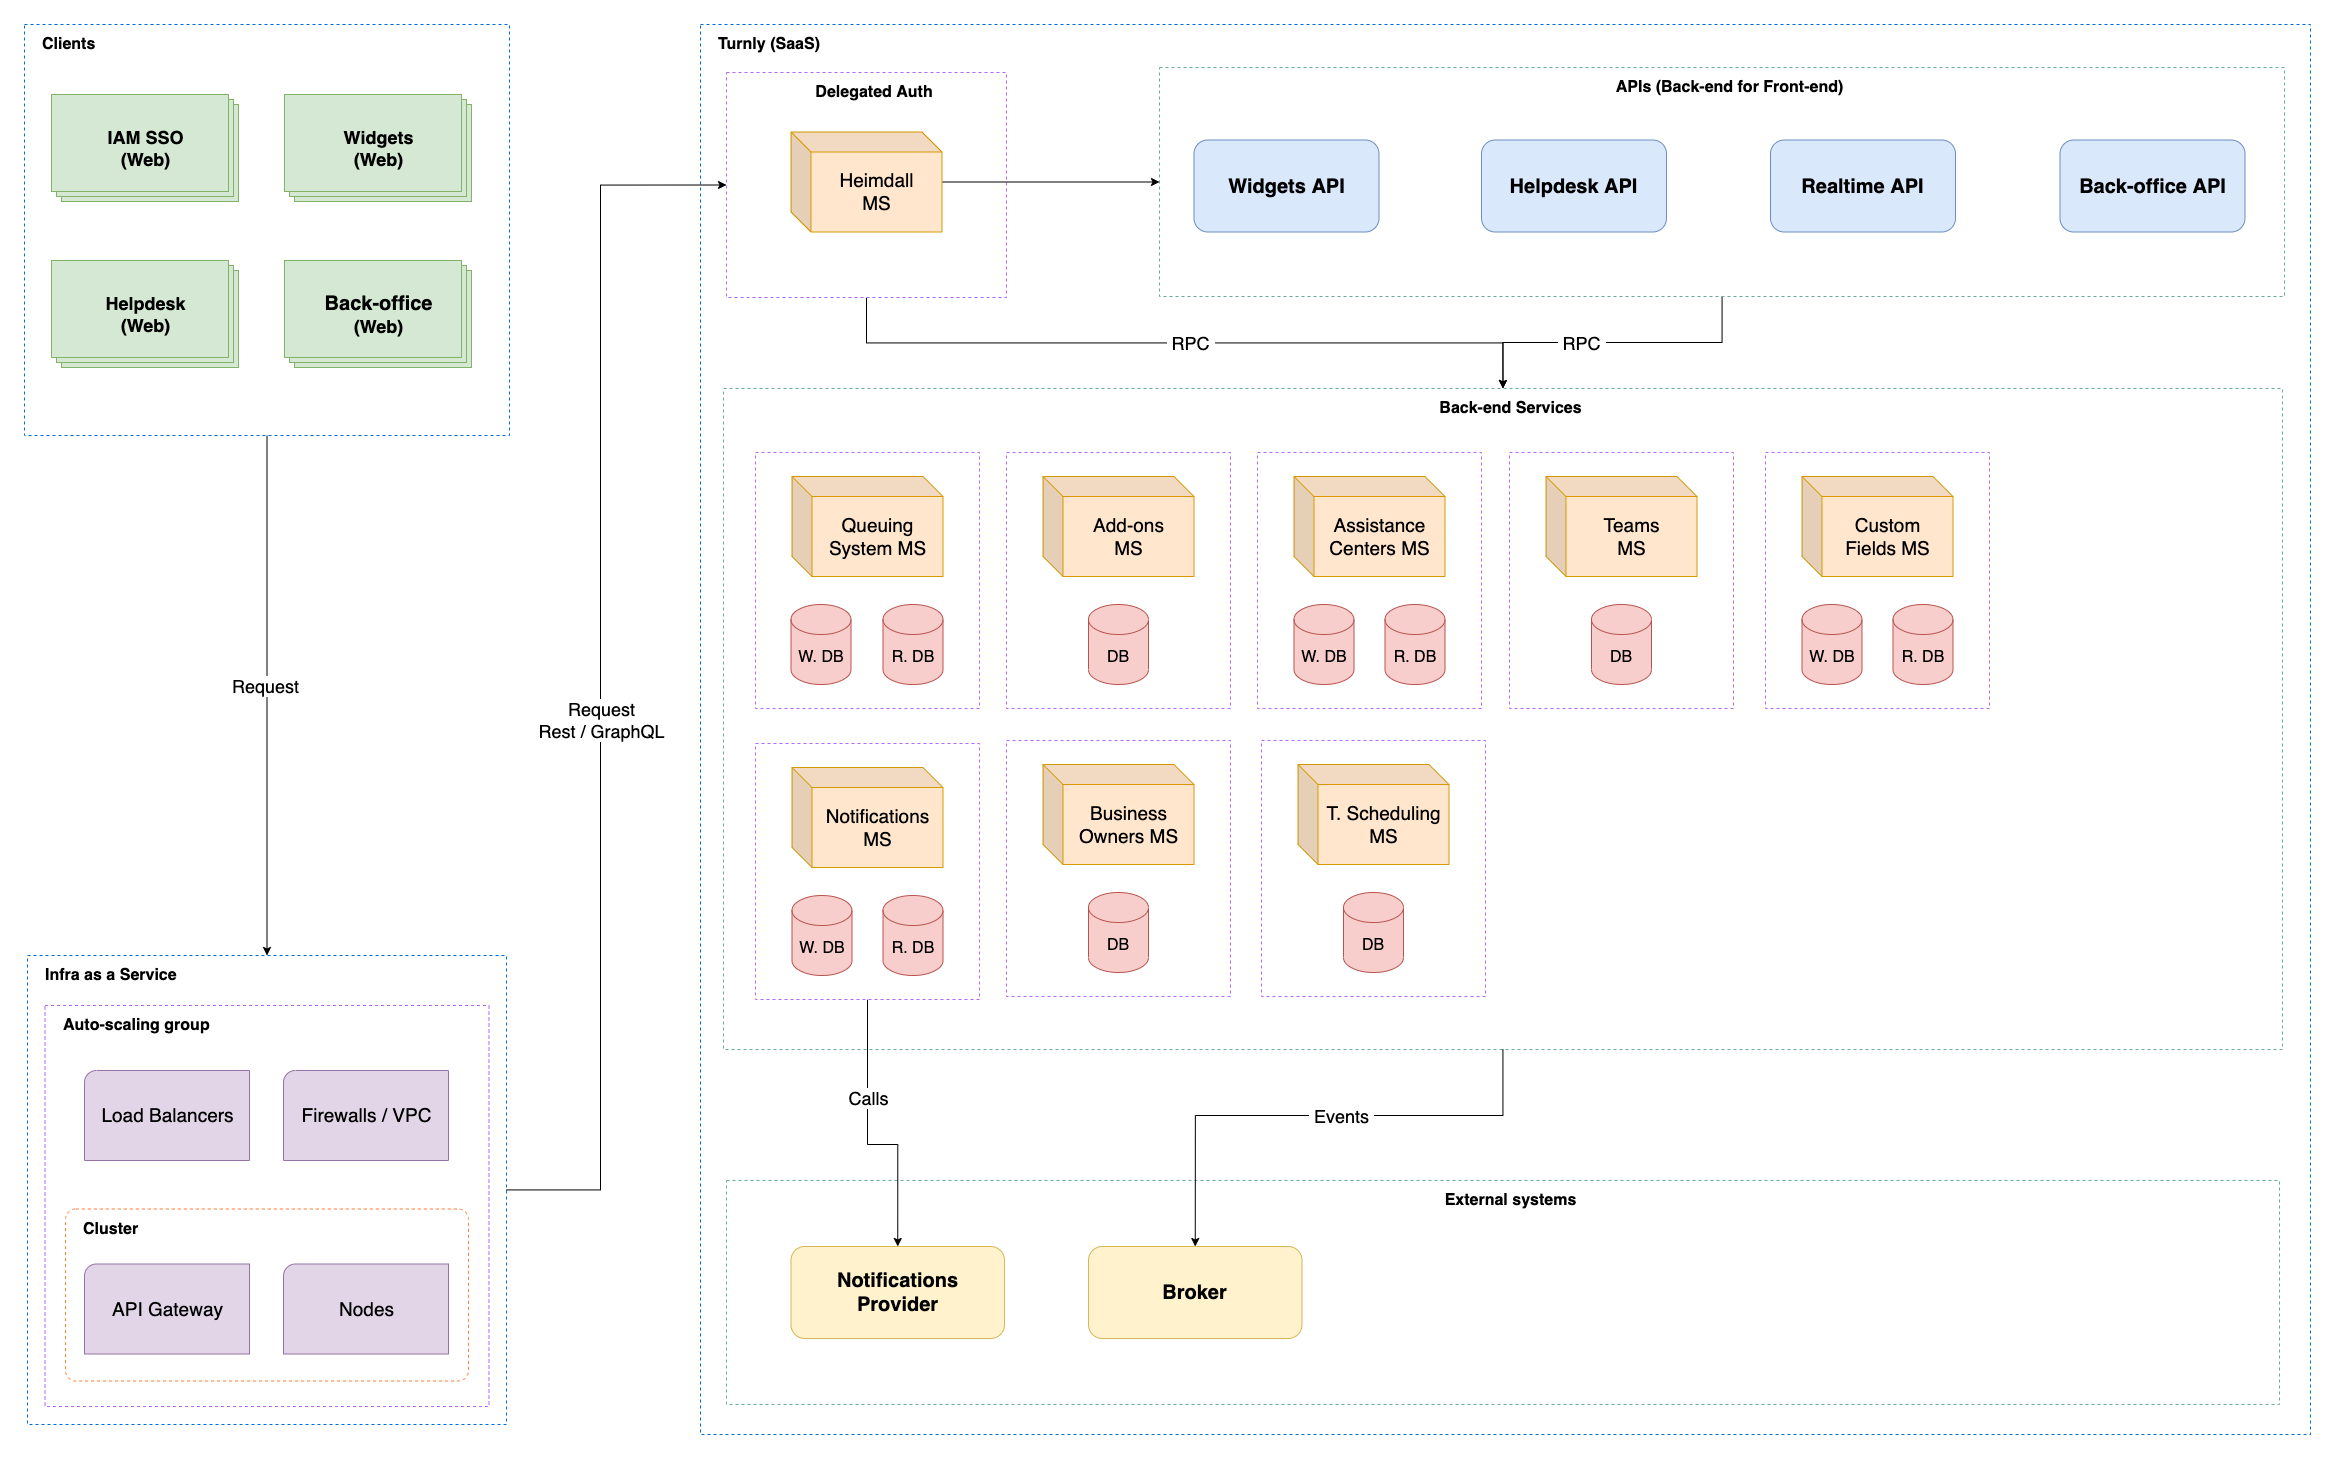 Clients
IAM SSO
(Web)
Widgets
(Web)
Helpdesk
(Web)
Back-office
(Web)
Request
Infra as a Service
Auto-scaling group
Load Balancers
Firewalls / VPC
Cluster
API Gateway
Nodes
Request
Rest / GraphQL
Turnly (SaaS)
Delegated Auth
Heimdall
MS
APIs (Back-end for Front-end)
Widgets API
Helpdesk API
Realtime API
Back-office API
RPC
RPC
Back-end Services
Queuing
System MS
W. DB
R. DB
Add-ons
MS
DB
Assistance
Centers MS
W. DB
R. DB
Teams
MS
DB
Custom
Fields MS
W. DB
R. DB
Notifications
MS
W. DB
R. DB
Business
Owners MS
DB
T. Scheduling
MS
DB
Calls
Events
External systems
Notifications
Provider
Broker